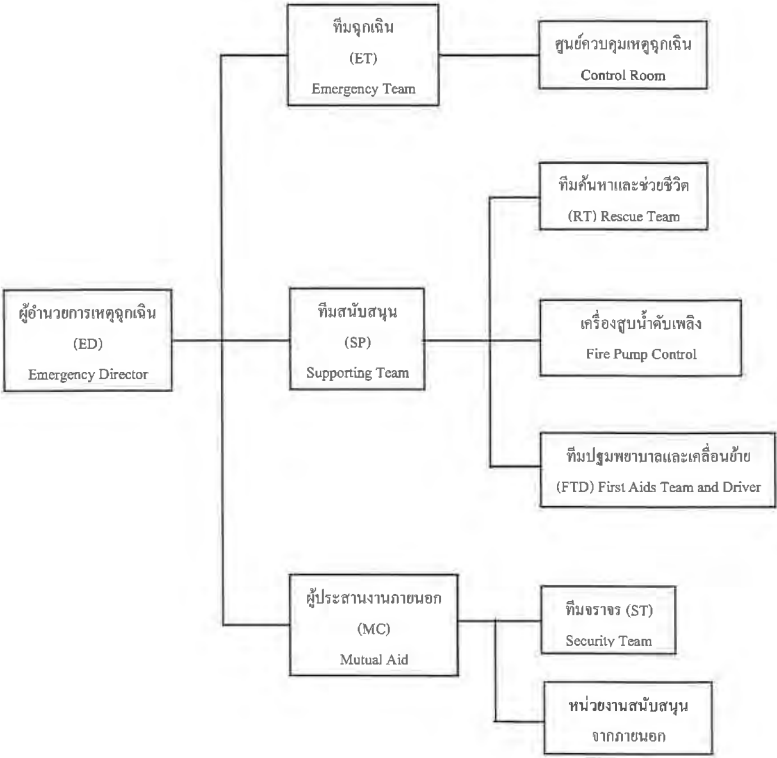 ทีมฉุกเฉิน
(ET)
Emergency Team
ศูนย์ควบคุมเหตุฉุกเฉิน
Control Room
ทีมค้นหาและช่วยชีวิต
(RT) Rescue Team
ผู้อำนวยการเหตุฉุกเฉิน
(ED)
Emergency Director
ทีมสนับสนุน
(SP)
Supporting Team
เครื่องสูบน้ำดับเพลิง
Fire Pump Control
ทีมปฐมพยาบาลและเคลื่อนย้าย
(FTD) First Aids Team and Driver
ผู้ประสานงานภายนอก
(MC)
Mutual Aid
ทีมจราจร (ST)
Security Team
หน่วยงานสนับสนุน
จากภายนอก